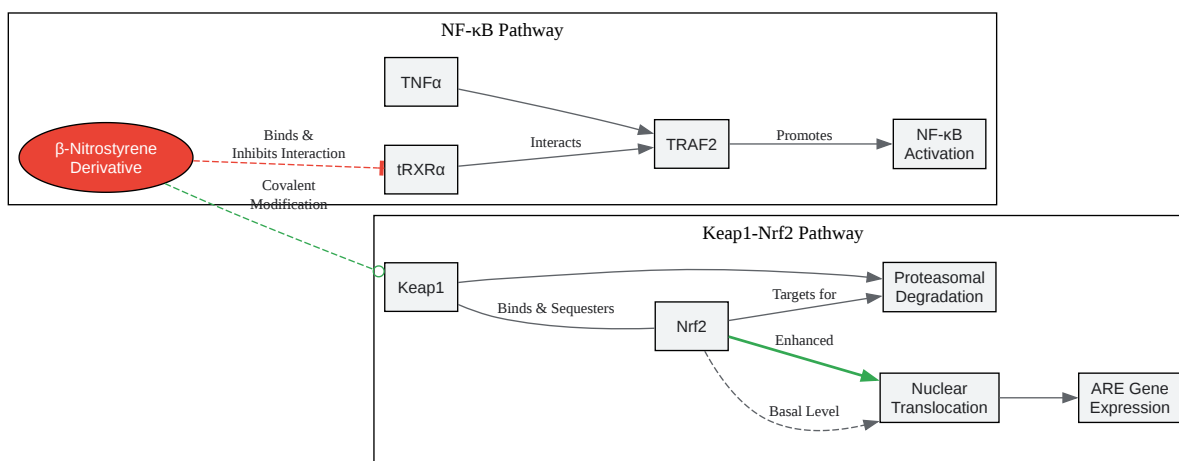 NF-κB Pathway
TNFα
β-Nitrostyrene
Derivative
Binds &
Inhibits Interaction
tRXRα
Interacts
TRAF2
Promotes
NF-κB
Activation
Covalent
Modification
Keap1-Nrf2 Pathway
Keap1
Binds & Sequesters
Nrf2
Targets for
Proteasomal
Degradation
Enhanced
Basal Level
Nuclear
Translocation
ARE Gene
Expression